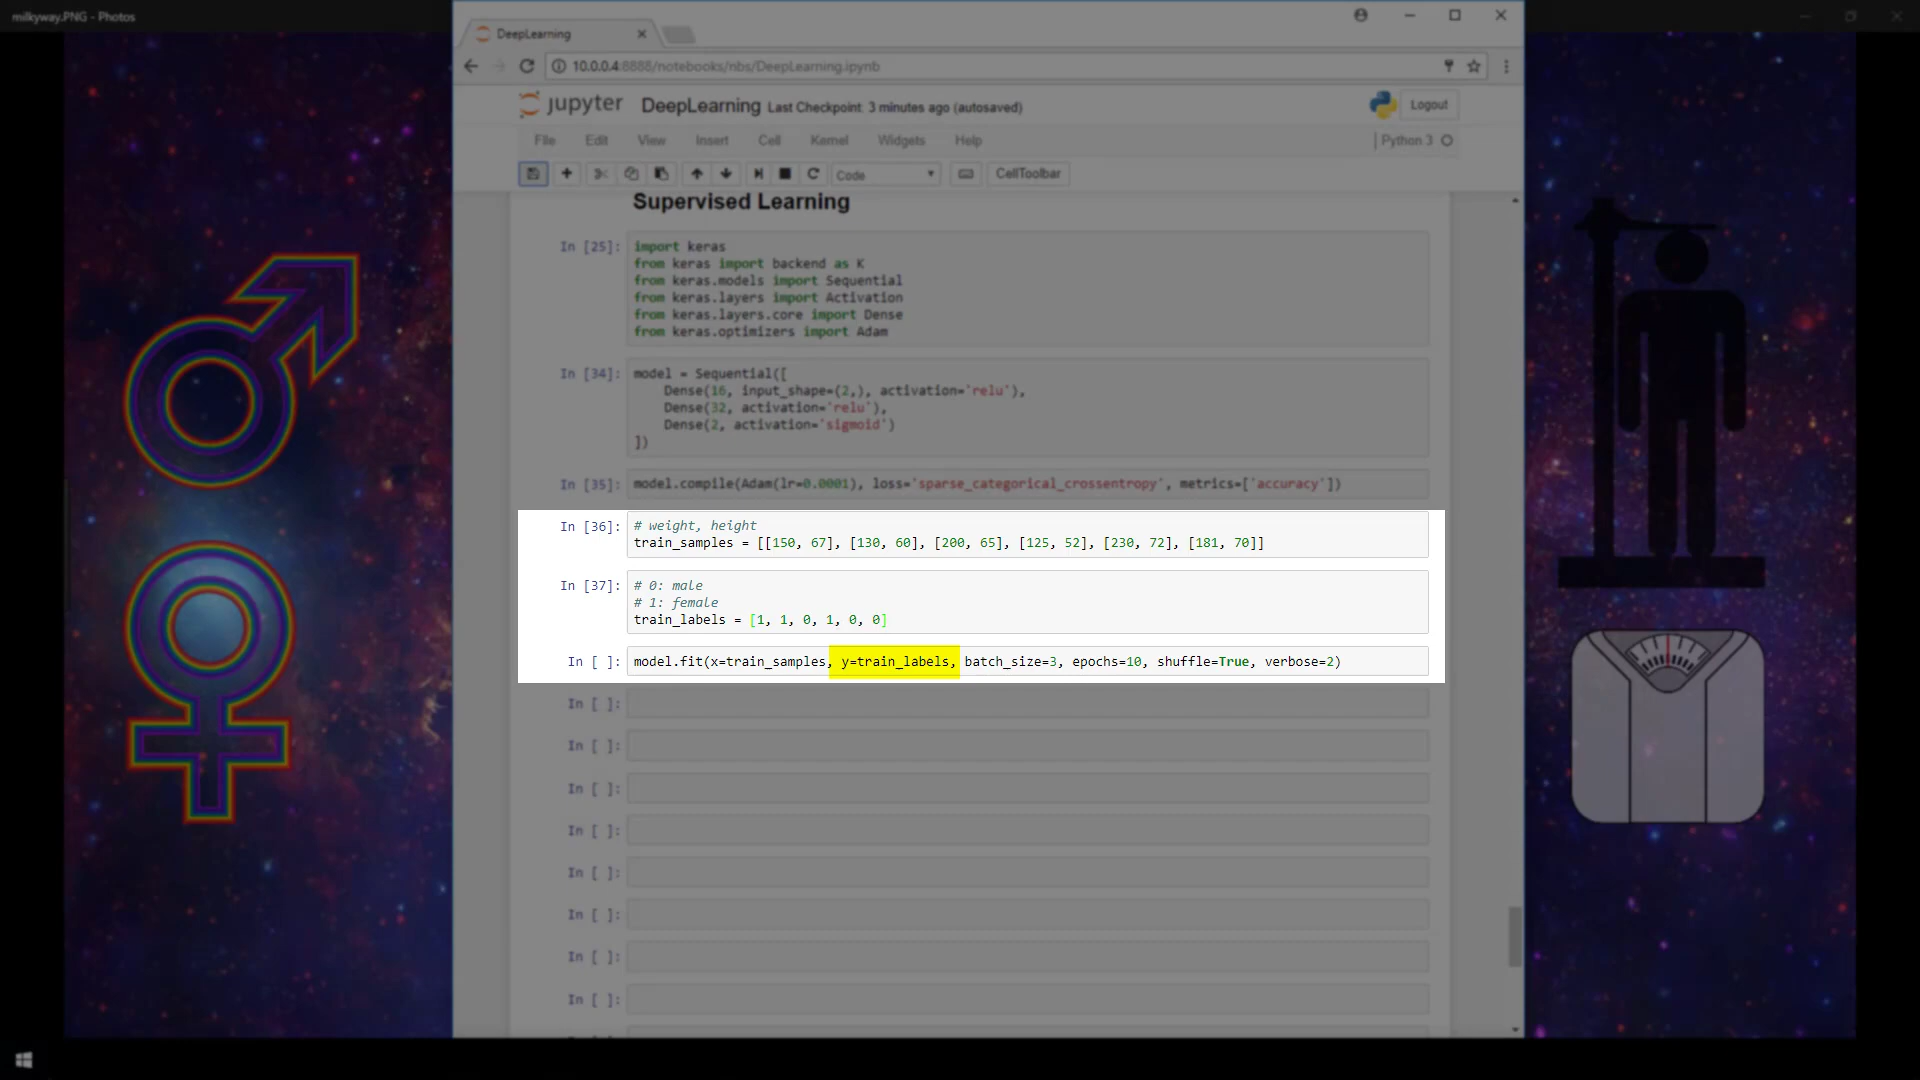 milkyway.PNG - Photos
DeepLearning
10.0.0.4:8888/notebooks/nbs/DeepLearning.ipynb
jupyter DeepLearning Last Checkpoint: 3 minutes ago (autosaved)
Logout
File Edit View Insert Cell Kernel Widgets Help
Python 3
Code
CellToolbar
Supervised Learning
In [25]: import keras
from keras import backend as K
from keras.models import Sequential
from keras.layers import Activation
from keras.layers.core import Dense
from keras.optimizers import Adam
In [34]: model = Sequential([
Dense(16, input_shape=(2,), activation='relu'),
Dense(32, activation='relu'),
Dense(2, activation='sigmoid')
])
In [35]: model.compile(Adam(lr=0.0001), loss='sparse_categorical_crossentropy', metrics=['accuracy'])
In [36]: # weight, height
train_samples = [[150, 67], [130, 60], [200, 65], [125, 52], [230, 72], [181, 70]]
In [37]: # 0: male
# 1: female
train_labels = [1, 1, 0, 1, 0, 0]
In [ ]: model.fit(x=train_samples, y=train_labels, batch_size=3, epochs=10, shuffle=True, verbose=2)
In [ ]:
In [ ]:
In [ ]:
In [ ]:
In [ ]:
In [ ]:
In [ ]:
In [ ]: